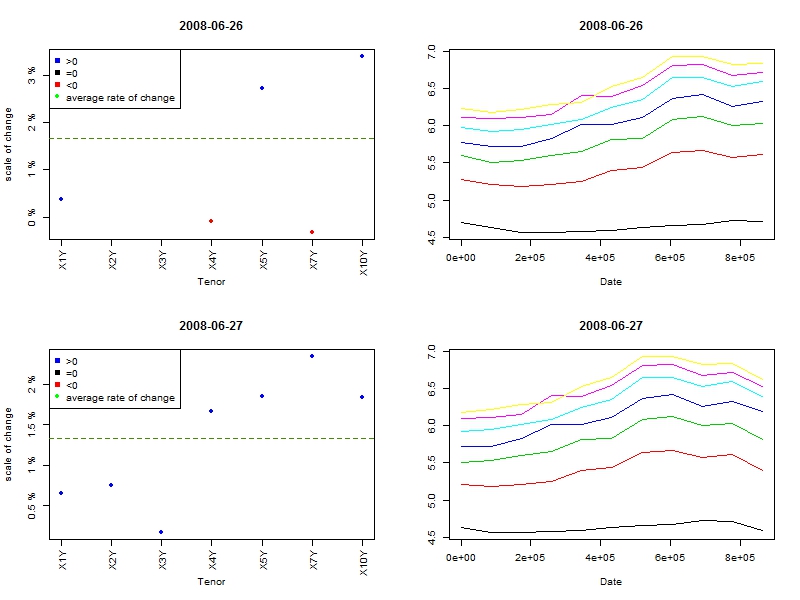 2008-06-26
>0
=0
<0
average rate of change
scale of change
0 %
1 %
2 %
3 %
X1Y
X2Y
X3Y
X4Y
X5Y
X7Y
X10Y
Tenor
2008-06-26
7.0
6.5
6.0
5.5
5.0
4.5
0e+00
2e+05
4e+05
6e+05
8e+05
Date
2008-06-27
>0
=0
<0
average rate of change
scale of change
0.5 %
1 %
1.5 %
2 %
X1Y
X2Y
X3Y
X4Y
X5Y
X7Y
X10Y
Tenor
2008-06-27
7.0
6.5
6.0
5.5
5.0
4.5
0e+00
2e+05
4e+05
6e+05
8e+05
Date